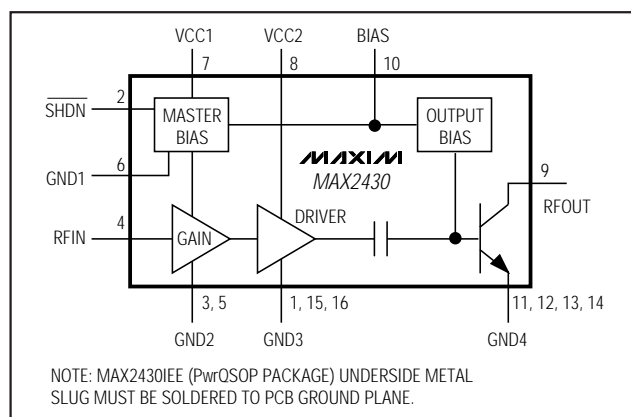 VCC1 VCC2 BIAS
7 8 10
2
SHDN
MASTER
BIAS
OUTPUT
BIAS
6
GND1
MAXIM
MAX2430
9
RFOUT
4
RFIN
GAIN
DRIVER
3, 5 1, 15, 16 11, 12, 13, 14
GND2 GND3 GND4
NOTE: MAX2430IEE (PwrQSOP PACKAGE) UNDERSIDE METAL
SLUG MUST BE SOLDERED TO PCB GROUND PLANE.